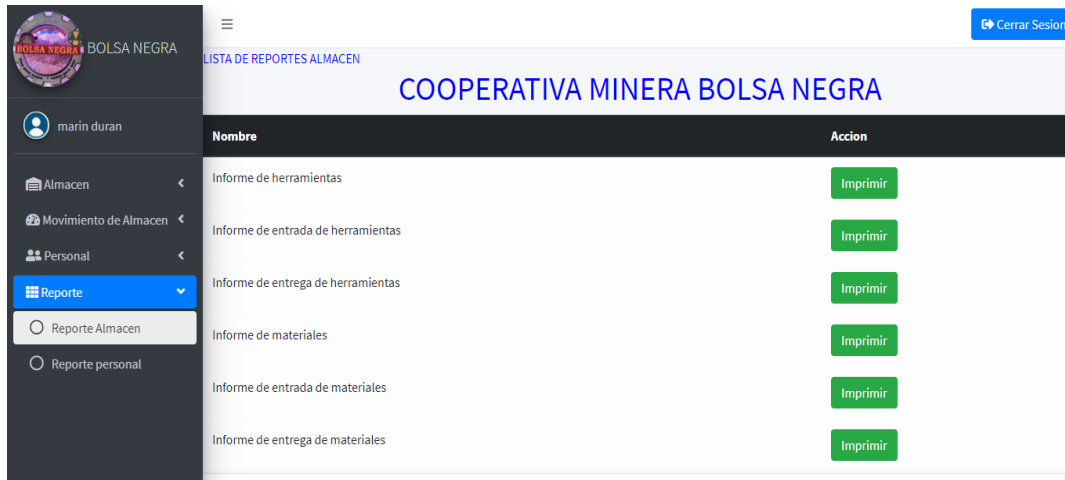 BOLSA NEGRA
BOLSA NEGRA
marin duran
Almacen
Movimiento de Almacen
Personal
Reporte
Reporte Almacen
Reporte personal
Cerrar Sesion
LISTA DE REPORTES ALMACEN
COOPERATIVA MINERA BOLSA NEGRA
Nombre Accion
Informe de herramientas Imprimir
Informe de entrada de herramientas Imprimir
Informe de entrega de herramientas Imprimir
Informe de materiales Imprimir
Informe de entrada de materiales Imprimir
Informe de entrega de materiales Imprimir